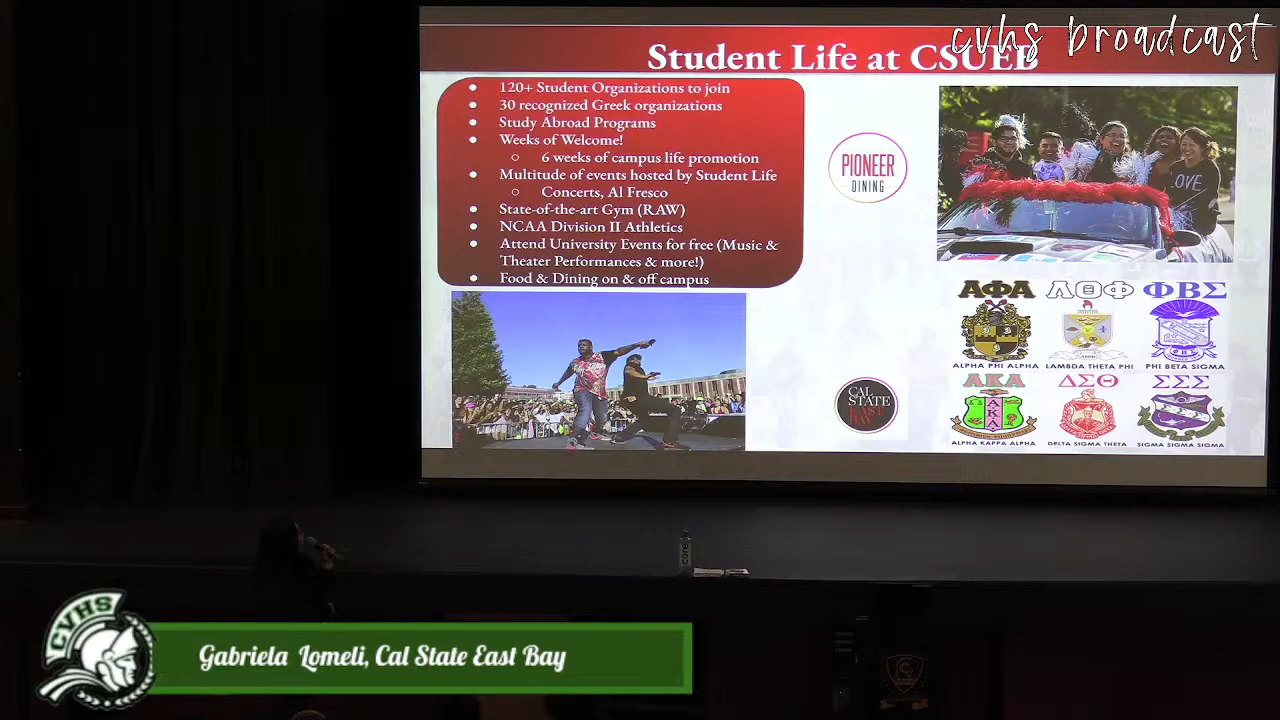 cvhs broadcast
Student Life at CSUEB
120+ Student Organizations to join
30 recognized Greek organizations
Study Abroad Programs
Weeks of Welcome!
6 weeks of campus life promotion
Multitude of events hosted by Student Life
Concerts, Al Fresco
State-of-the-art Gym (RAW)
NCAA Division II Athletics
Attend University Events for free (Music &
Theater Performances & more!)
Food & Dining on & off campus
PIONEER
DINING
LOVE
ΑΦΑ ΛΘΦ ΦΒΣ
ALPHA PHI ALPHA LAMBDA THETA PHI PHI BETA SIGMA
ΑΚΑ ΔΣΘ ΣΣΣ
ALPHA KAPPA ALPHA DELTA SIGMA THETA SIGMA SIGMA SIGMA
CAL
STATE
EAST
BAY
CVHS
Gabriela Lomeli, Cal State East Bay